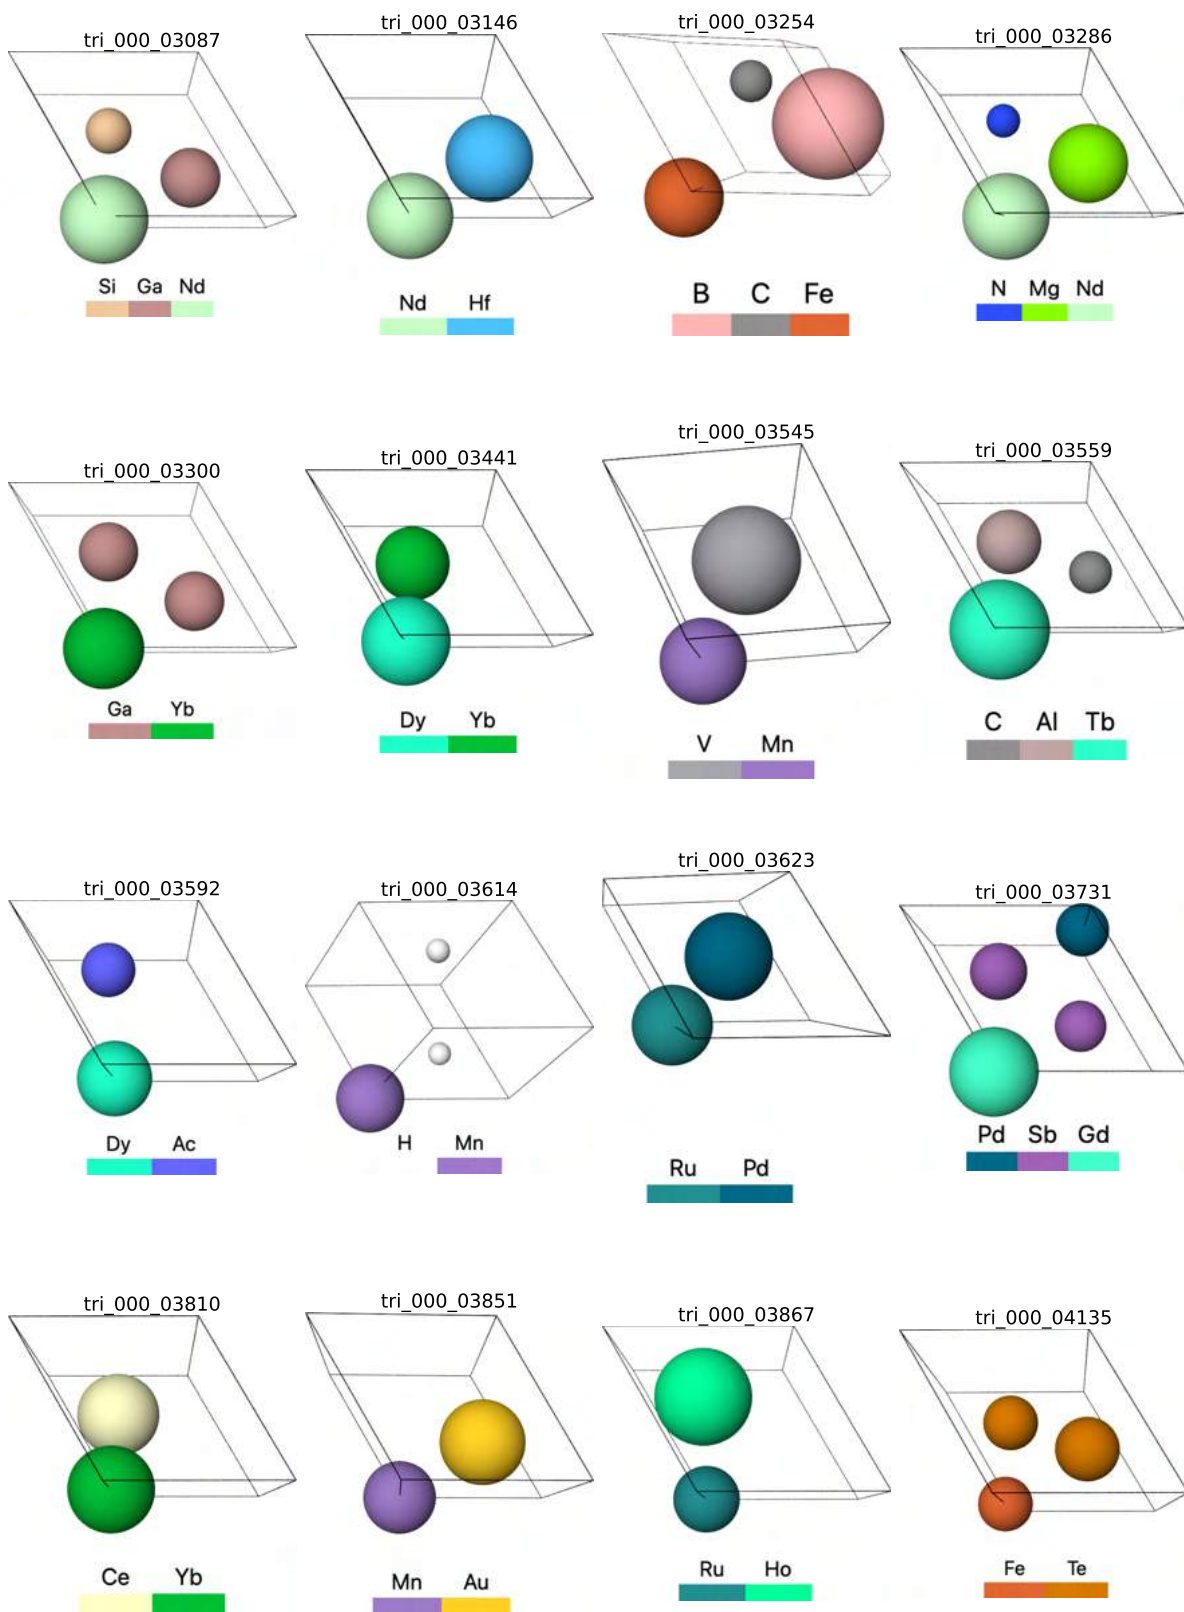 tri_000_03087
tri_000_03146
tri_000_03254
tri_000_03286
Si Ga Nd
Nd Hf
B C Fe
N Mg Nd
tri_000_03300
tri_000_03441
tri_000_03545
tri_000_03559
Ga Yb
Dy Yb
V Mn
C Al Tb
tri_000_03592
tri_000_03614
tri_000_03623
tri_000_03731
Dy Ac
H Mn
Ru Pd
Pd Sb Gd
tri_000_03810
tri_000_03851
tri_000_03867
tri_000_04135
Ce Yb
Mn Au
Ru Ho
Fe Te